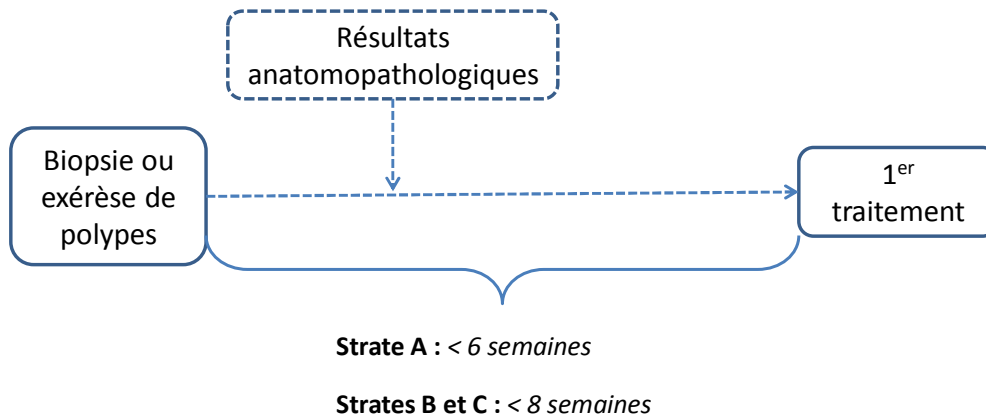 Résultats
anatomopathologiques
Biopsie ou
exérèse de
polypes
1er
traitement
Strate A : < 6 semaines
Strates B et C : < 8 semaines